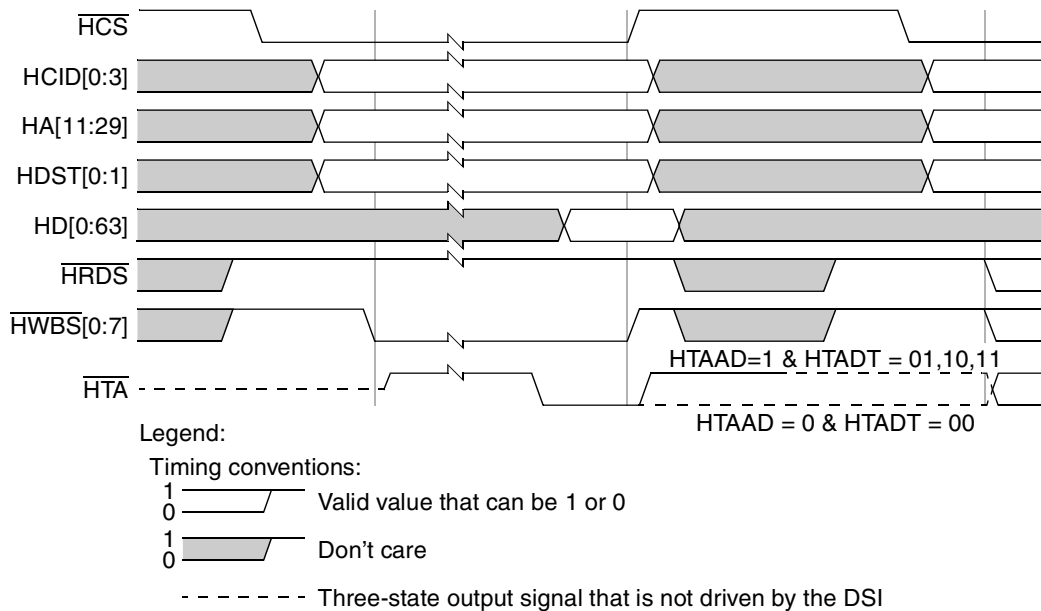 HCS
HCID[0:3]
HA[11:29]
HDST[0:1]
HD[0:63]
HRDS
HWBS[0:7]
HTAAD=1 & HTADT = 01,10,11
HTA
HTAAD = 0 & HTADT = 00
Legend:
Timing conventions:
1
0
Valid value that can be 1 or 0
1
0
Don't care
Three-state output signal that is not driven by the DSI